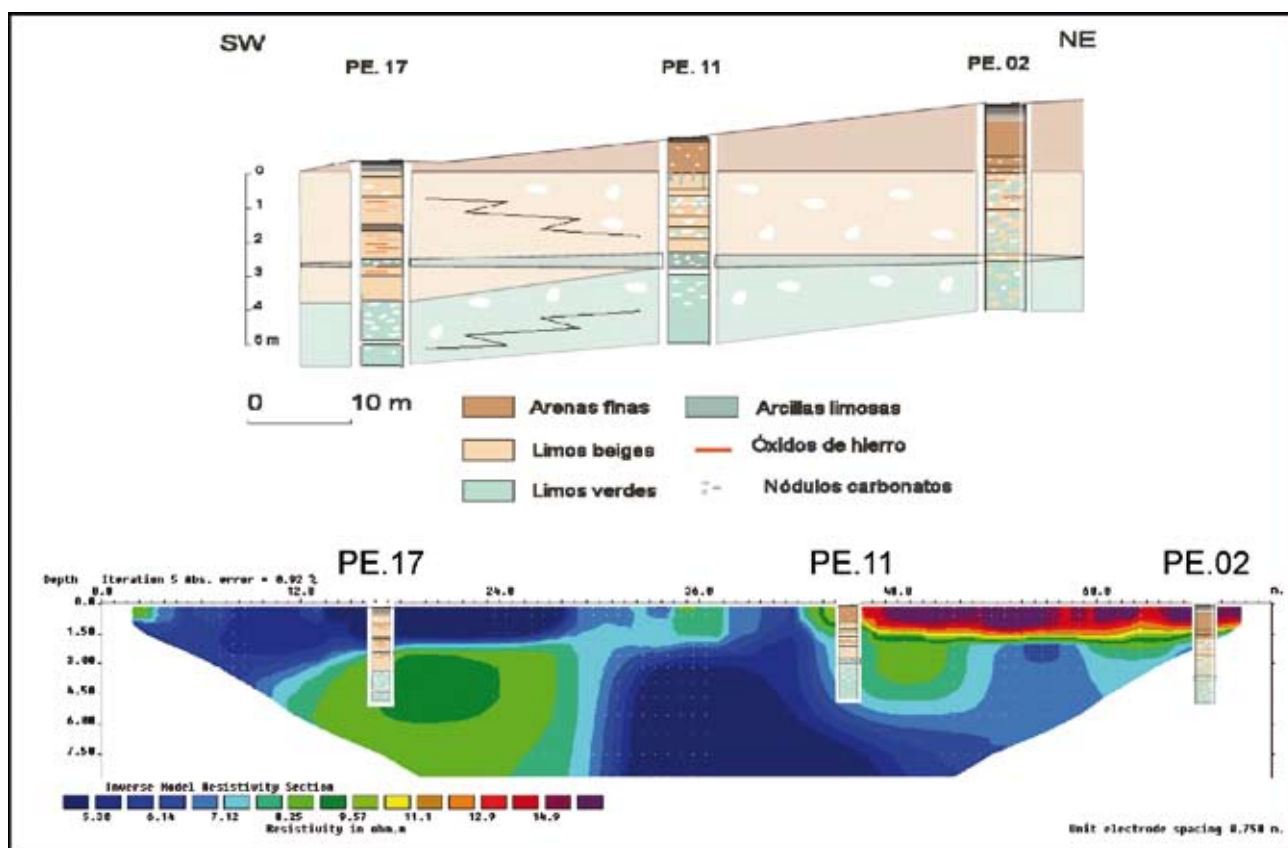 SW NE
PE. 17 PE. 11 PE. 02
0
1
2
3
4
5 m
0 10 m
Arenas finas Arcillas limosas
Limos beiges Óxidos de hierro
Limos verdes Nódulos carbonatos
PE.17 PE.11 PE.02
Depth Iteration 5 Abs. error = 0.92 %
0.0 12.0 24.0 36.0 48.0 60.0 m.
0.0
1.50
3.00
4.50
6.00
7.50
Inverse Model Resistivity Section
5.30 6.14 7.12 8.25 9.57 11.1 12.9 14.9
Resistivity in ohm.m
Unit electrode spacing 0.750 m.